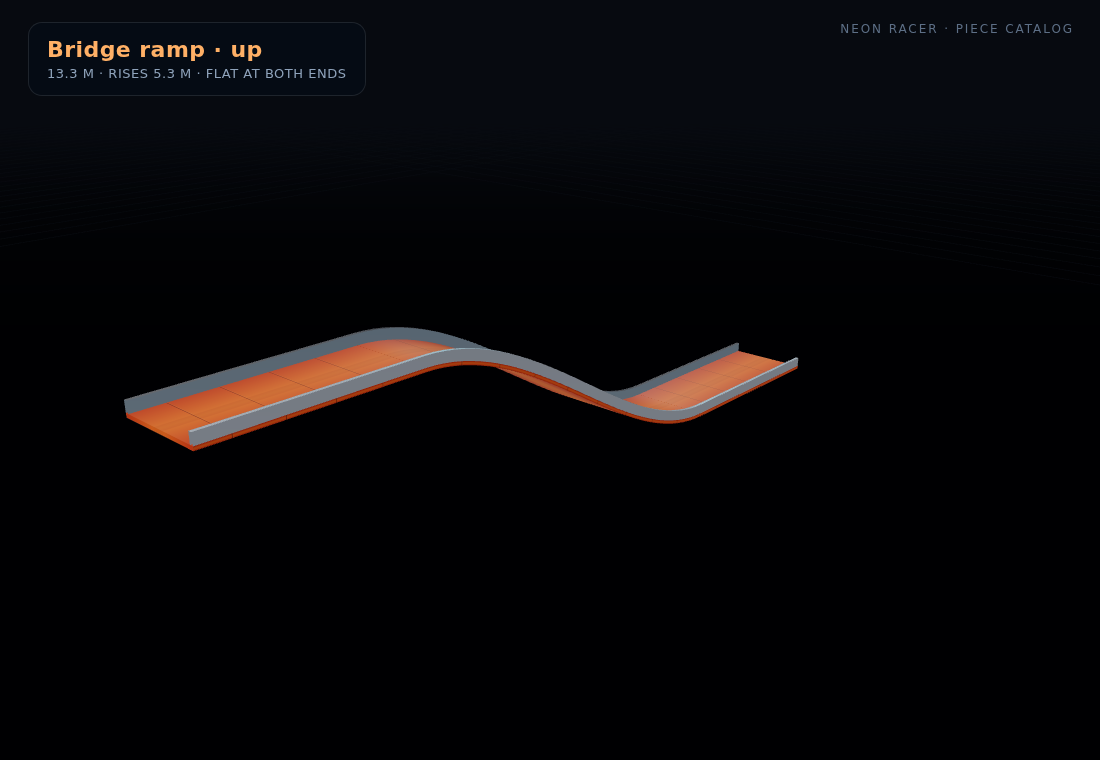 Bridge ramp · up
13.3 M · RISES 5.3 M · FLAT AT BOTH ENDS
NEON RACER · PIECE CATALOG